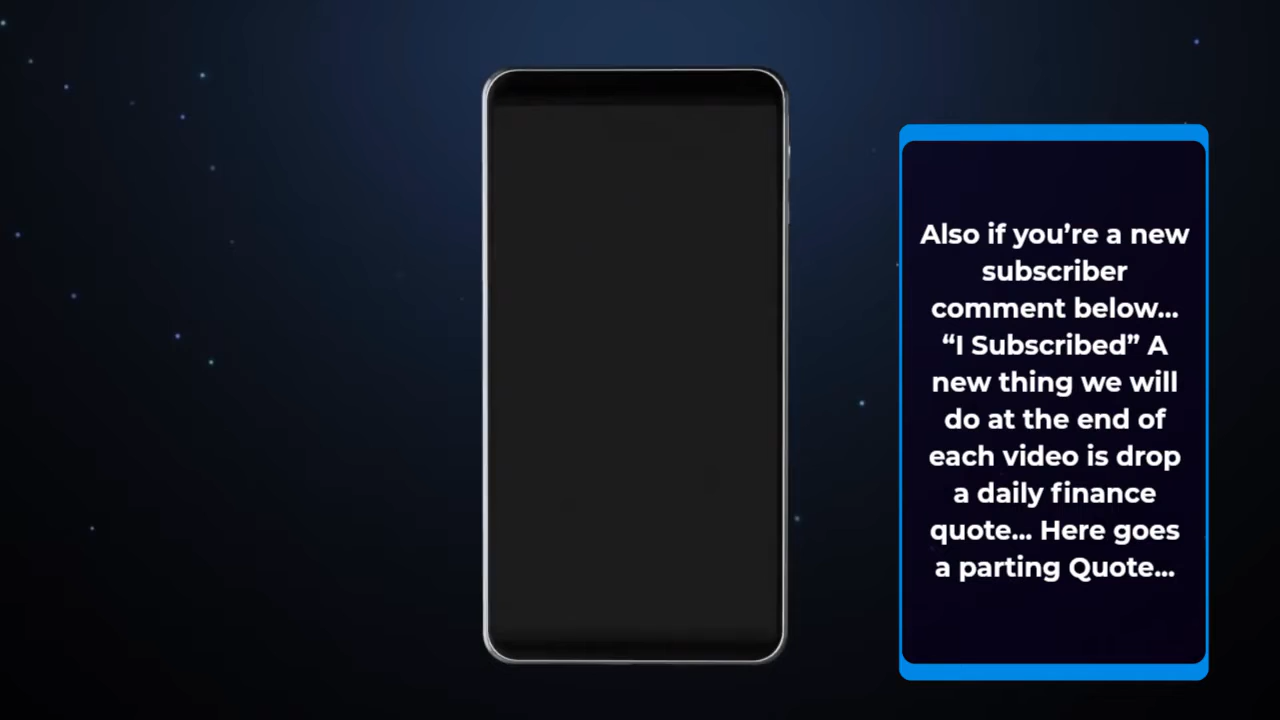 Also if you’re a new
subscriber
comment below...
“I Subscribed” A
new thing we will
do at the end of
each video is drop
a daily finance
quote... Here goes
a parting Quote...